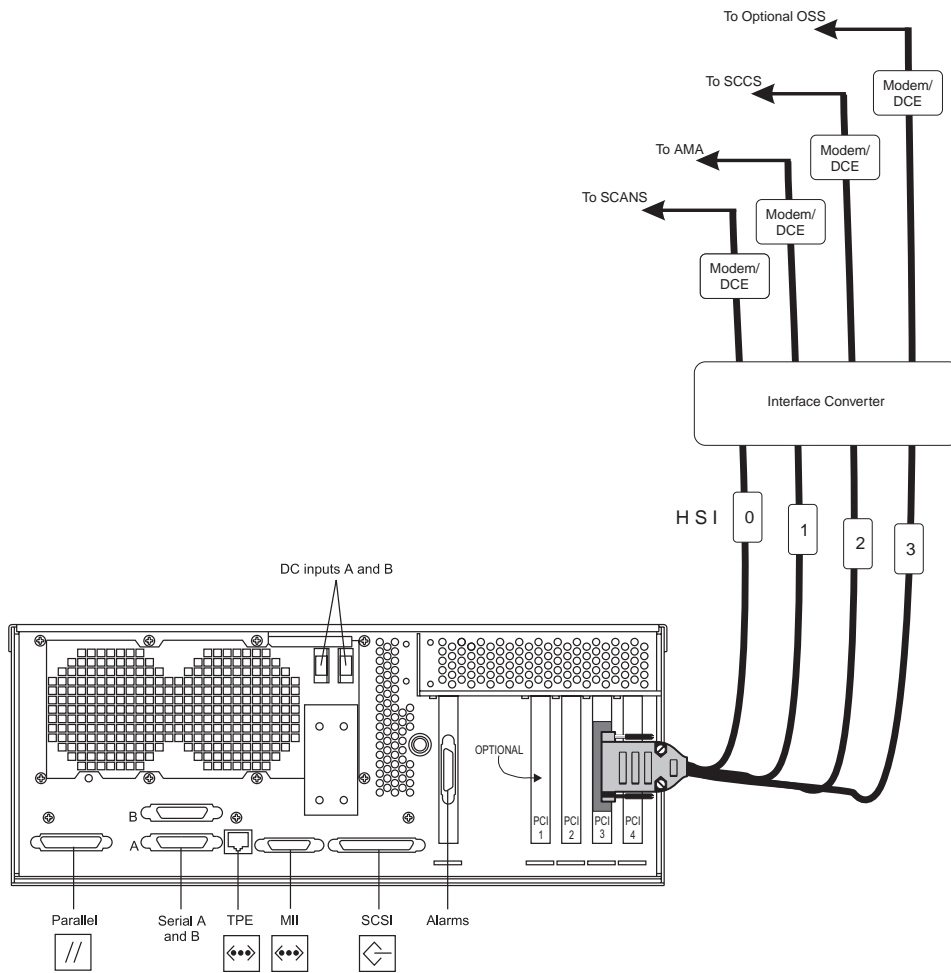 To Optional OSS
Modem/
DCE
To SCCS
Modem/
DCE
To AMA
Modem/
DCE
To SCANS
Modem/
DCE
Interface Converter
HSI
0
1
2
3
DC inputs A and B
OPTIONAL
PCI
1
PCI
2
PCI
3
PCI
4
B
A
Parallel
Serial A
and B
TPE
MII
SCSI
Alarms